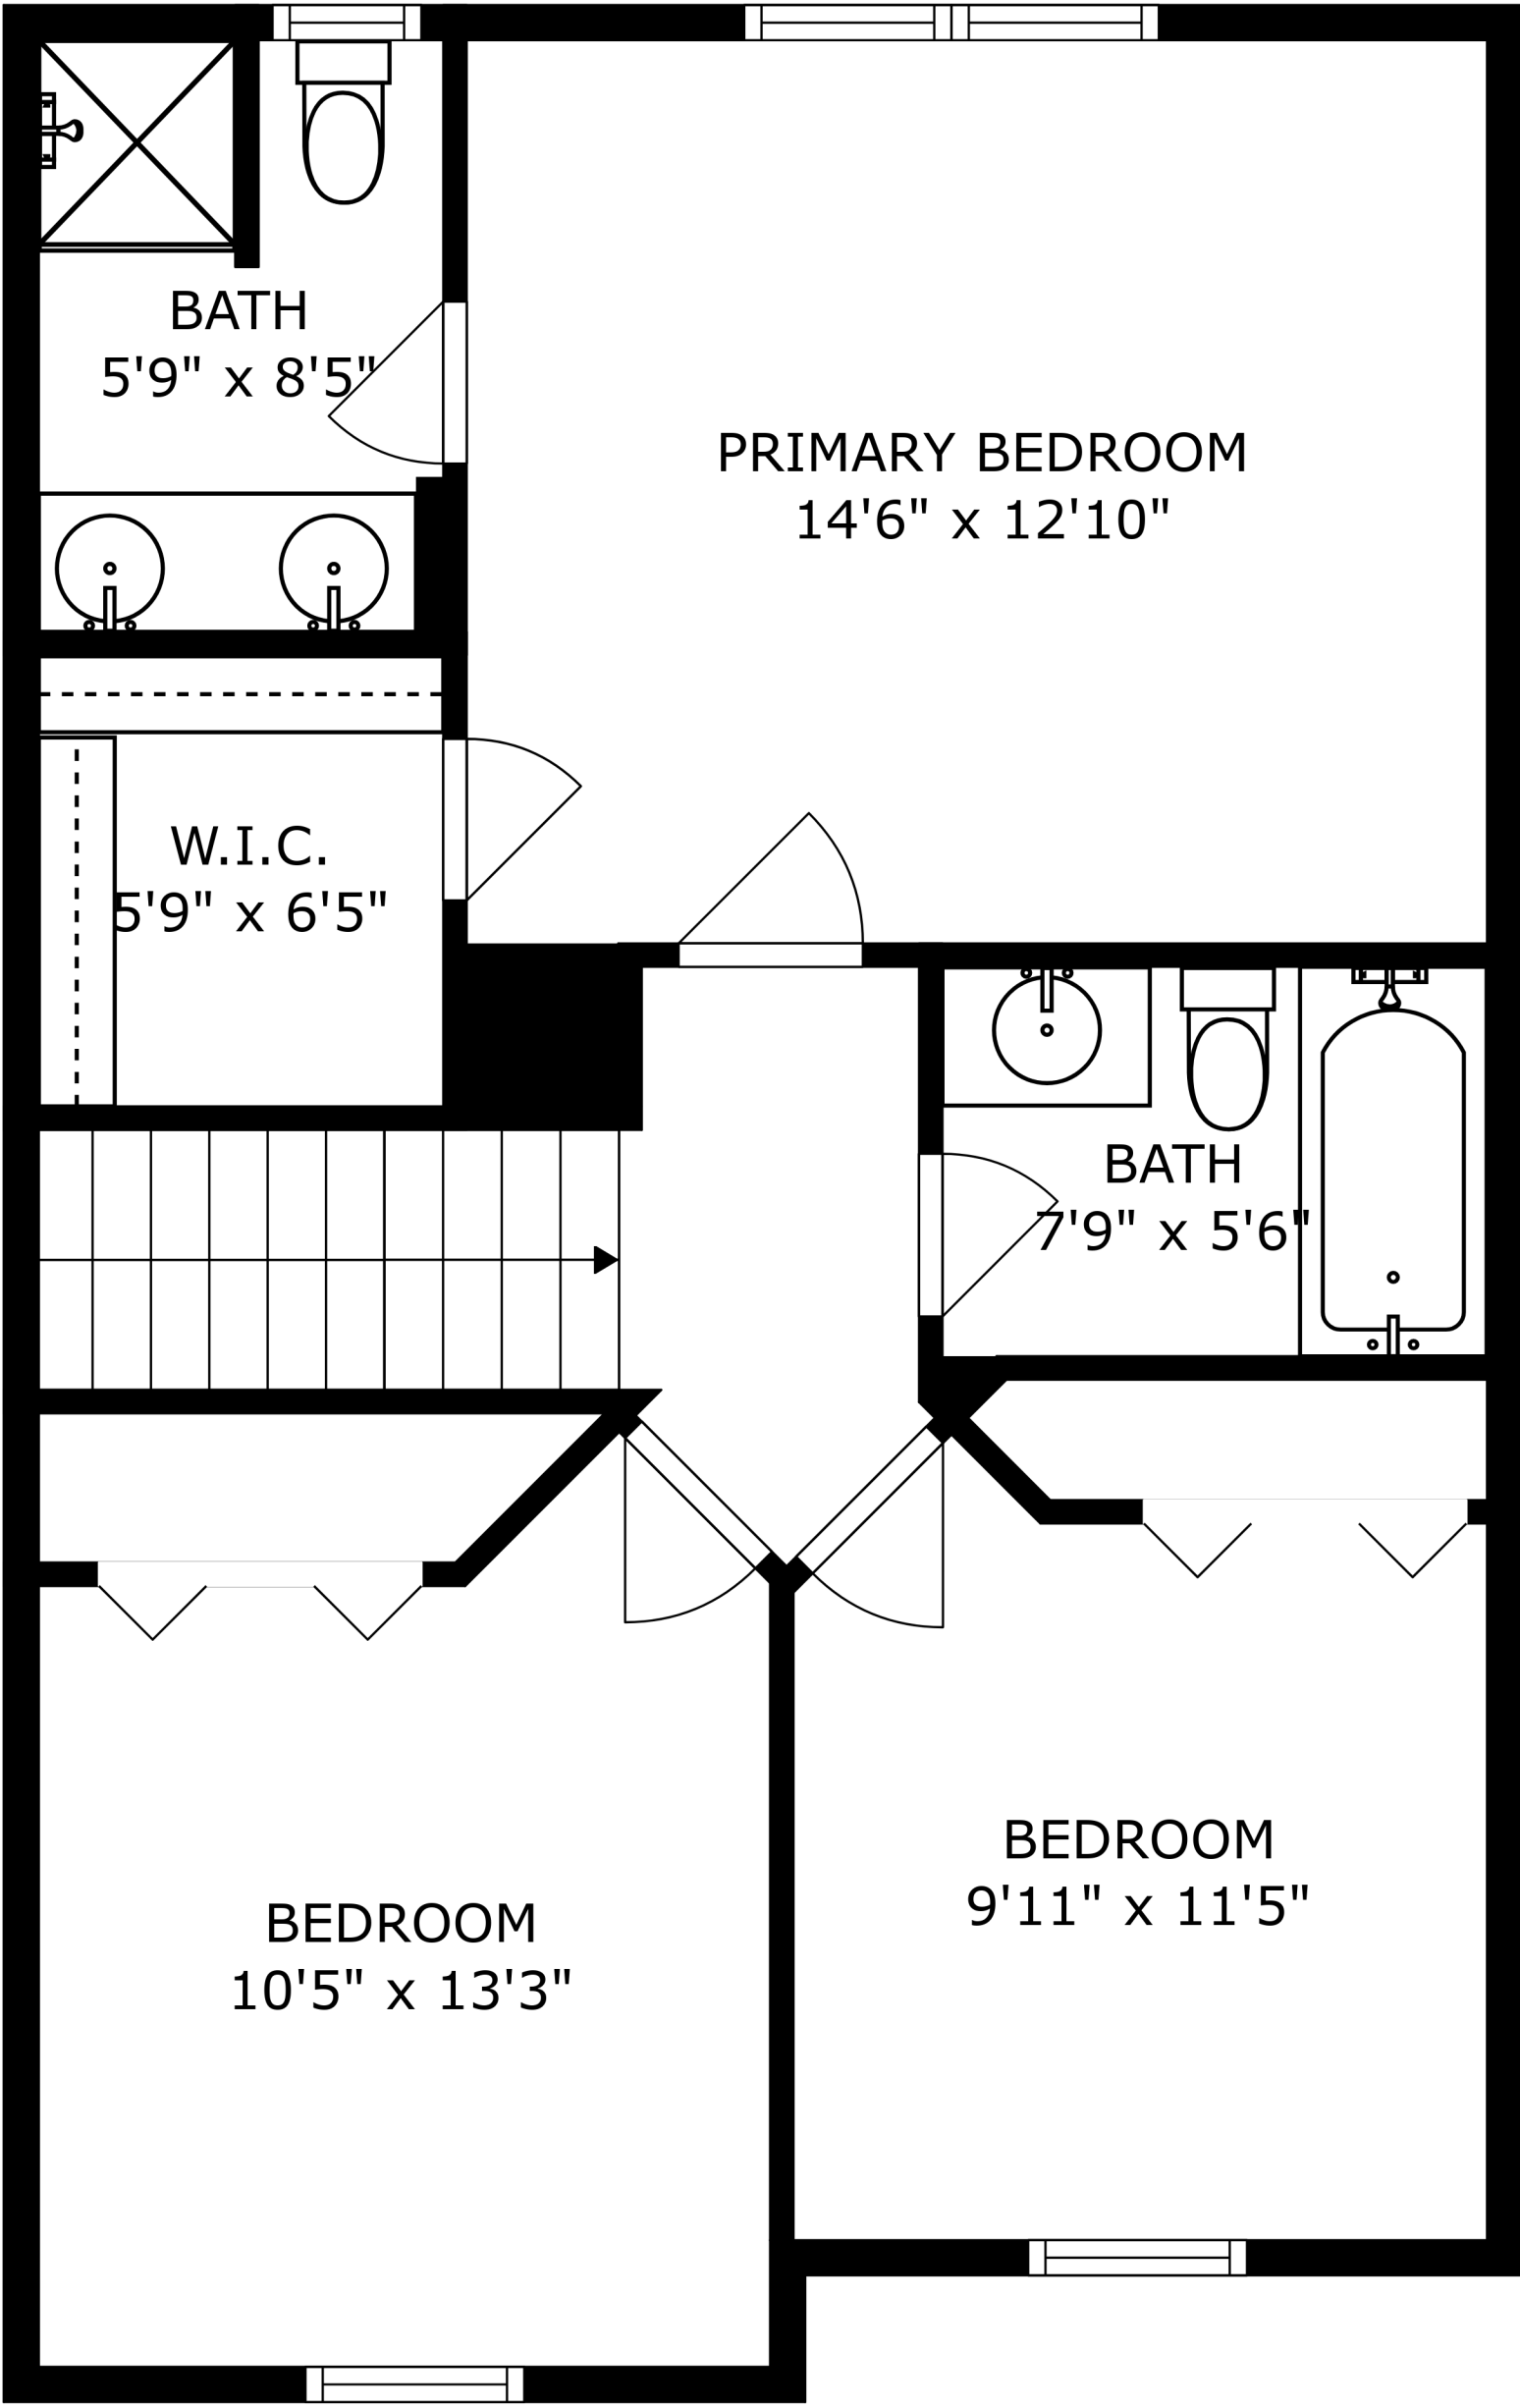 BATH
5'9" x 8'5"
PRIMARY BEDROOM
14'6" x 12'10"
W.I.C.
5'9" x 6'5"
BATH
7'9" x 5'6"
BEDROOM
9'11" x 11'5"
BEDROOM
10'5" x 13'3"